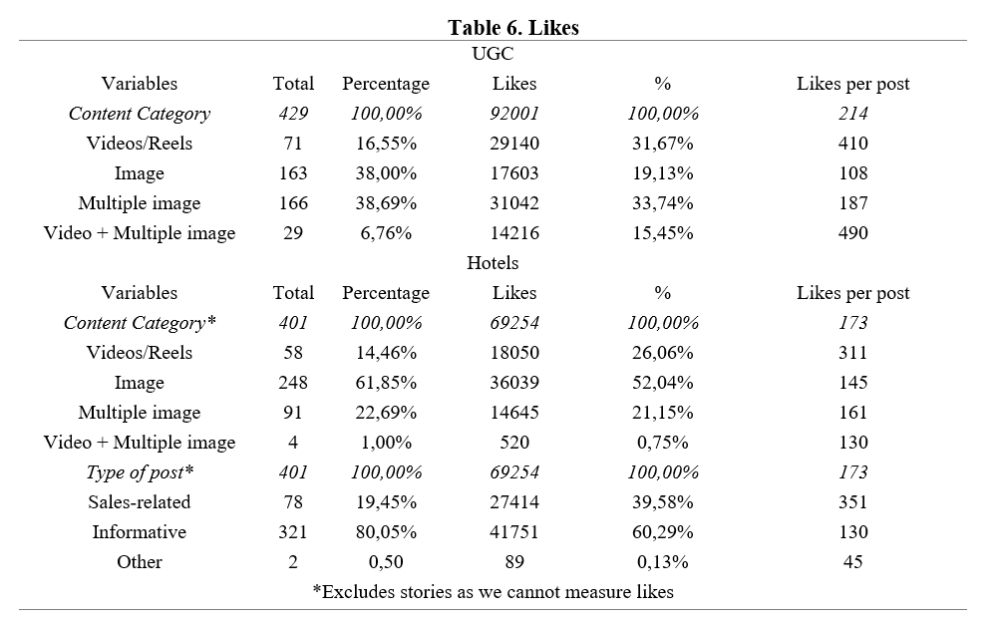 Table 6. Likes
UGC
Variables Total Percentage Likes % Likes per post
Content Category 429 100,00% 92001 100,00% 214
Videos/Reels 71 16,55% 29140 31,67% 410
Image 163 38,00% 17603 19,13% 108
Multiple image 166 38,69% 31042 33,74% 187
Video + Multiple image 29 6,76% 14216 15,45% 490
Hotels
Variables Total Percentage Likes % Likes per post
Content Category* 401 100,00% 69254 100,00% 173
Videos/Reels 58 14,46% 18050 26,06% 311
Image 248 61,85% 36039 52,04% 145
Multiple image 91 22,69% 14645 21,15% 161
Video + Multiple image 4 1,00% 520 0,75% 130
Type of post* 401 100,00% 69254 100,00% 173
Sales-related 78 19,45% 27414 39,58% 351
Informative 321 80,05% 41751 60,29% 130
Other 2 0,50 89 0,13% 45
*Excludes stories as we cannot measure likes